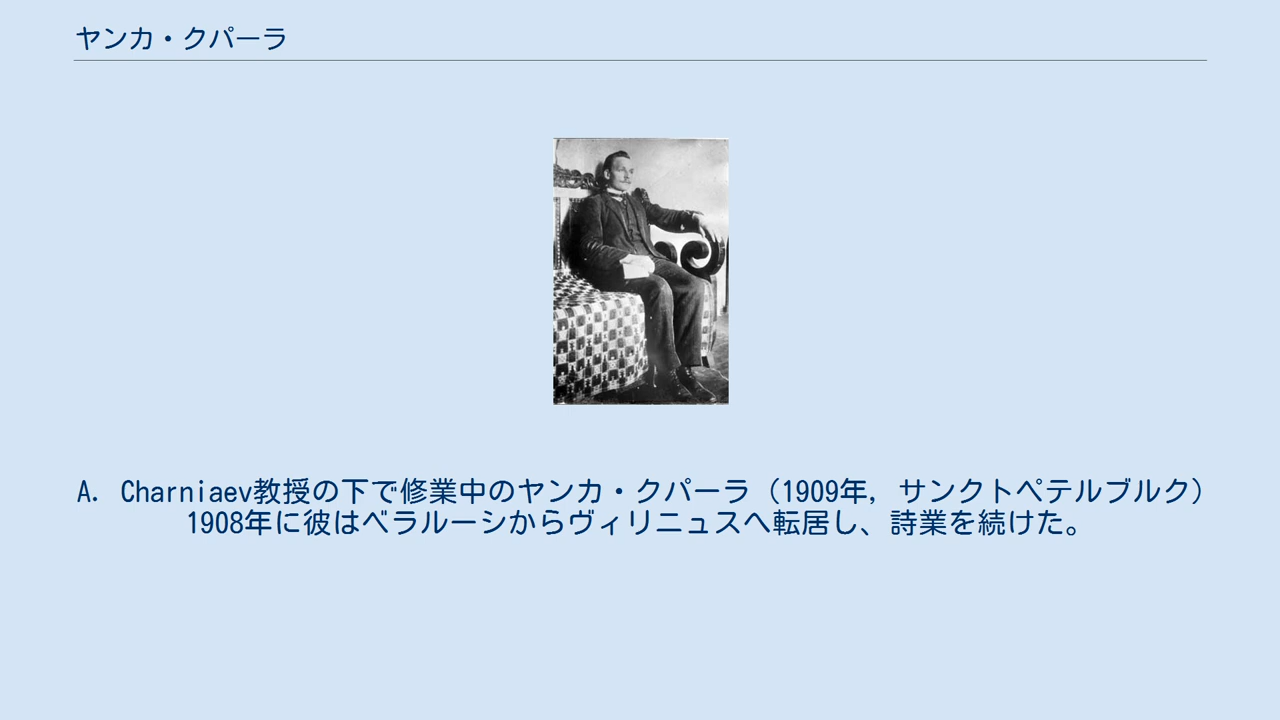 ヤンカ・クパーラ
A. Charniaev教授の下で修業中のヤンカ・クパーラ（1909年, サンクトペテルブルク）
1908年に彼はベラルーシからヴィリニュスへ転居し、詩業を続けた。